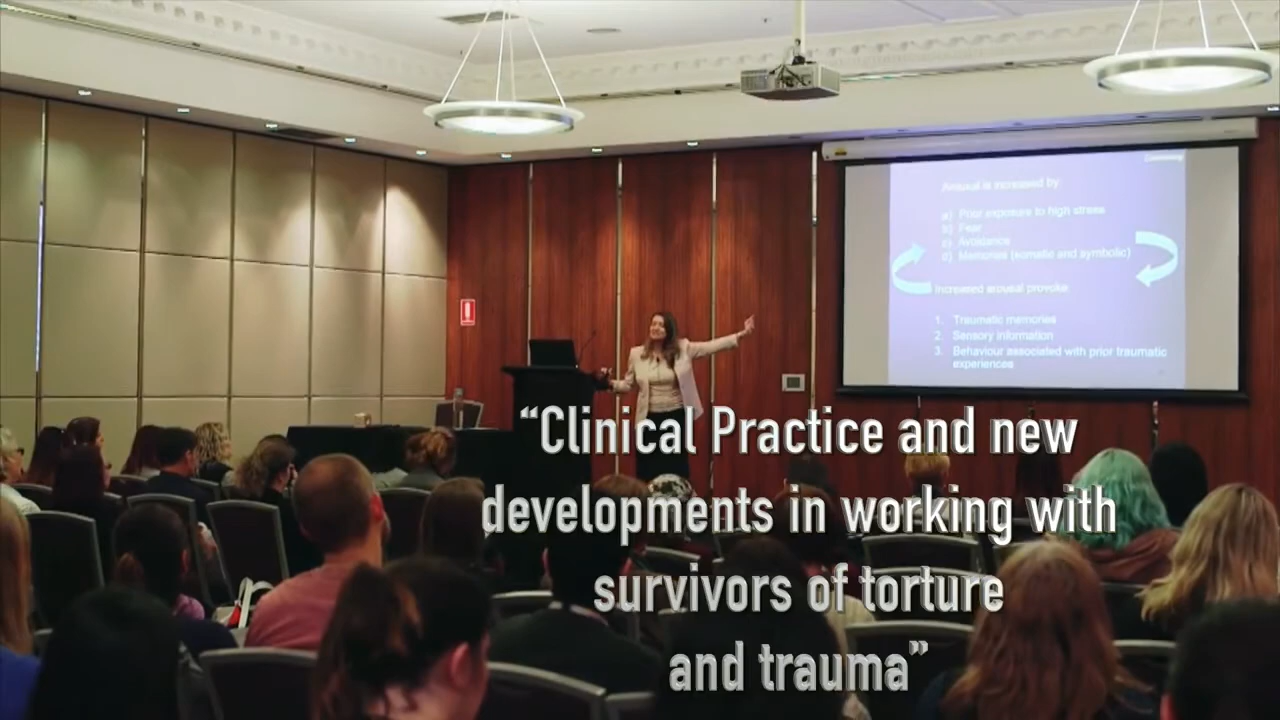 Arousal is increased by:
a) Prior exposure to high stress
b) Fear
c) Avoidance
d) Memories (somatic and symbolic)
Increased arousal provoke:
1. Traumatic memories
2. Sensory information
3. Behaviour associated with prior traumatic
experiences
“Clinical Practice and new
developments in working with
survivors of torture
and trauma”